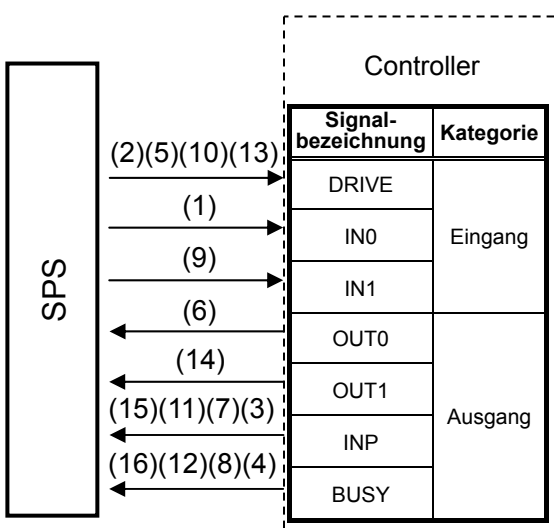 Controller
Signal-
bezeichnung Kategorie
(2)(5)(10)(13)
DRIVE
(1)
IN0
Eingang
(9)
IN1
SPS
(6)
OUT0
(14)
OUT1
(15)(11)(7)(3)
Ausgang
INP
(16)(12)(8)(4)
BUSY